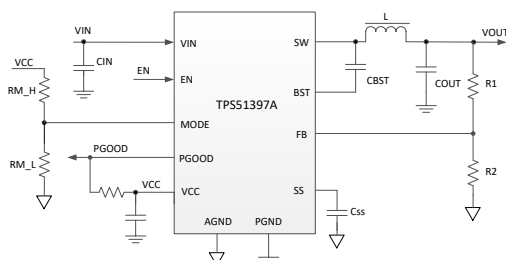 VIN
VCC
CIN
RM_H
EN
RM_L
PGOOD
VCC
VIN
EN
MODE
PGOOD
VCC
TPS51397A
SW
BST
FB
SS
AGND
PGND
L
VOUT
CBST
COUT
R1
R2
Css